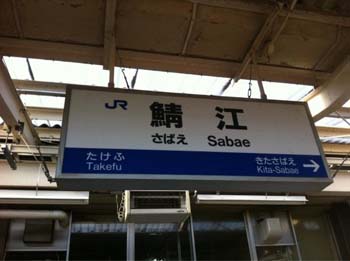 JR 鯖江
さばえ Sabae
たけふ きたさばえ
Takefu Kita-Sabae →